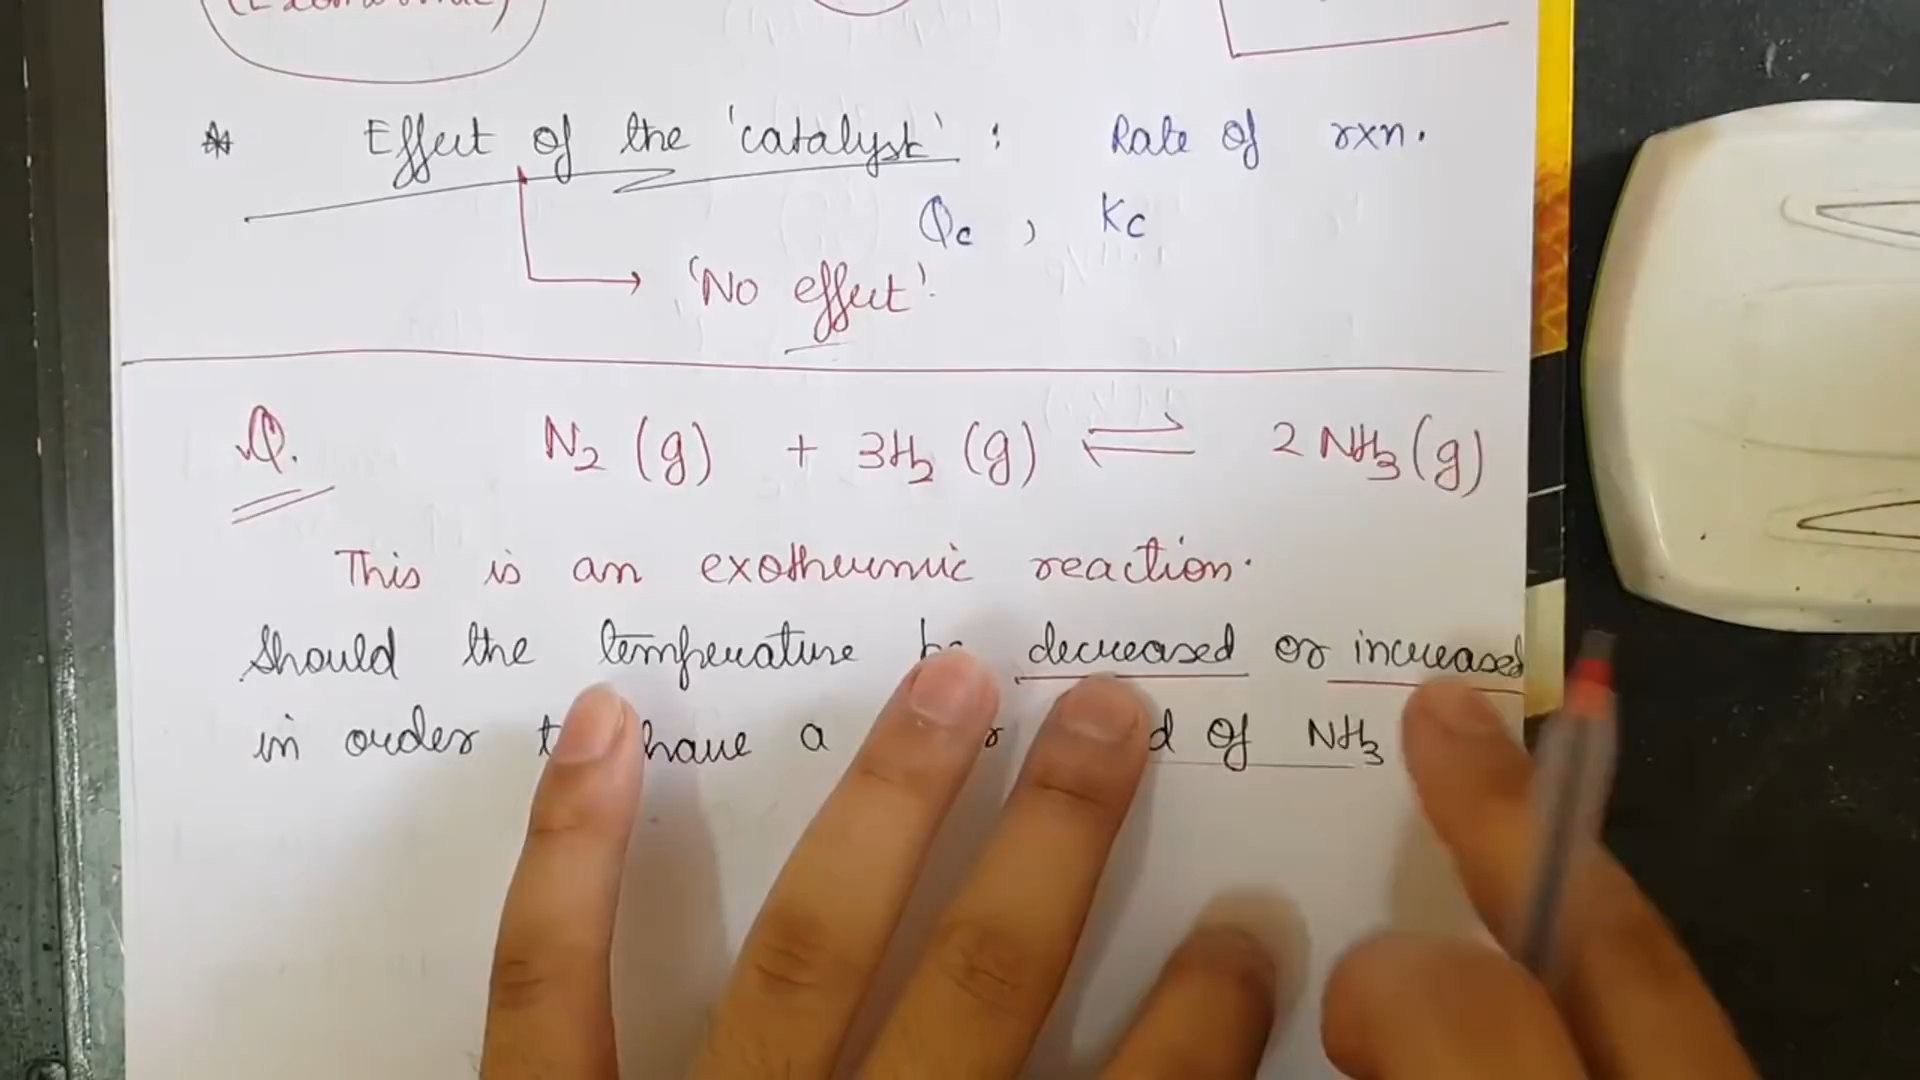 * Effect of the 'catalyst' : Rate of rxn.
Qc , Kc
'No effect'.
Q. N2 (g) + 3H2 (g) ⇌ 2 NH3 (g)
This is an exothermic reaction.
Should the temperature decreased or increased
in order have a of NH3